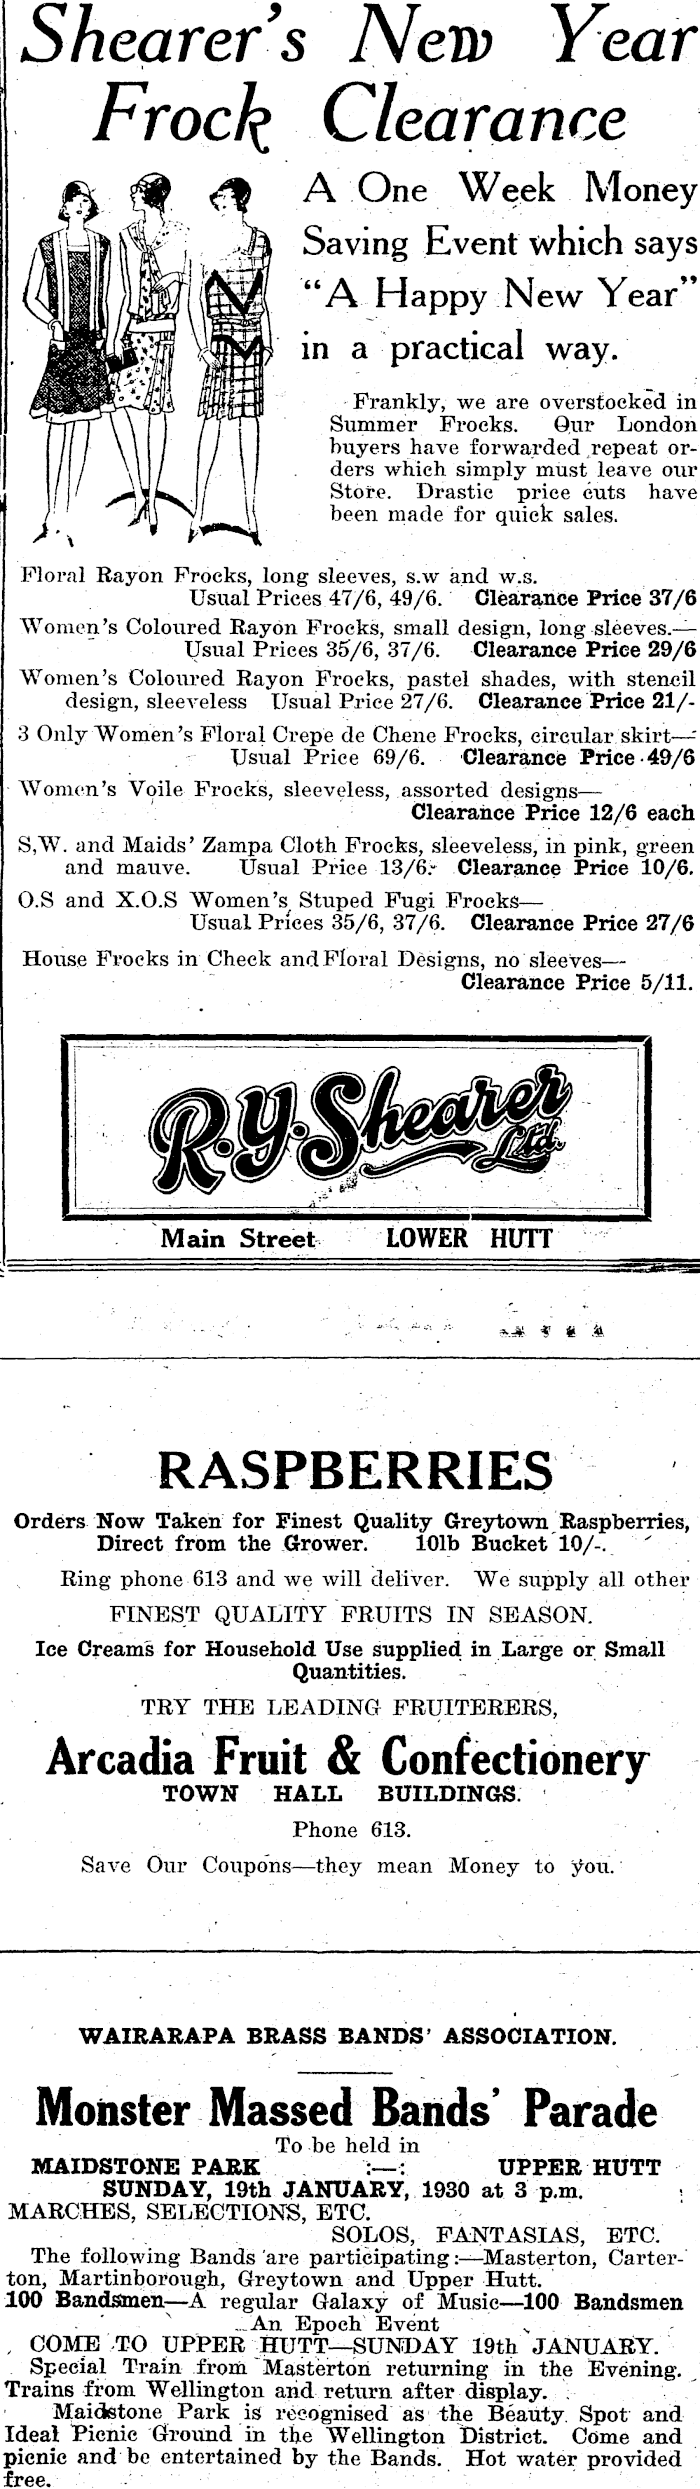 Shearer's New Year
Frock Clearance
A One Week Money
Saving Event which says
"A Happy New Year"
in a practical way.
Frankly, we are overstocked in
Summer Frocks. Our London
buyers have forwarded repeat or-
ders which simply must leave our
Store. Drastic price cuts have
been made for quick sales.
Floral Rayon Frocks, long sleeves, s.w and w.s.
Usual Prices 47/6, 49/6. Clearance Price 37/6
Women's Coloured Rayon Frocks, small design, long sleeves.—
Usual Prices 35/6, 37/6. Clearance Price 29/6
Women's Coloured Rayon Frocks, pastel shades, with stencil
design, sleeveless Usual Price 27/6. Clearance Price 21/-
3 Only Women's Floral Crepe de Chene Frocks, circular skirt—
Usual Price 69/6. Clearance Price 49/6
Women's Voile Frocks, sleeveless, assorted designs—
Clearance Price 12/6 each
S,W. and Maids' Zampa Cloth Frocks, sleeveless, in pink, green
and mauve. Usual Price 13/6. Clearance Price 10/6.
O.S and X.O.S Women's Stuped Fugi Frocks—
Usual Prices 35/6, 37/6. Clearance Price 27/6
House Frocks in Check and Floral Designs, no sleeves—
Clearance Price 5/11.
R.Y. Shearer Ltd.
Main Street LOWER HUTT
RASPBERRIES
Orders Now Taken for Finest Quality Greytown Raspberries,
Direct from the Grower. 10lb Bucket 10/-.
Ring phone 613 and we will deliver. We supply all other
FINEST QUALITY FRUITS IN SEASON.
Ice Creams for Household Use supplied in Large or Small
Quantities.
TRY THE LEADING FRUITERERS,
Arcadia Fruit & Confectionery
TOWN HALL BUILDINGS.
Phone 613.
Save Our Coupons—they mean Money to you.
WAIRARAPA BRASS BANDS' ASSOCIATION.
Monster Massed Bands' Parade
To be held in
MAIDSTONE PARK :—: UPPER HUTT
SUNDAY, 19th JANUARY, 1930 at 3 p.m.
MARCHES, SELECTIONS, ETC.
SOLOS, FANTASIAS, ETC.
The following Bands are participating:—Masterton, Carter-
ton, Martinborough, Greytown and Upper Hutt.
100 Bandsmen—A regular Galaxy of Music—100 Bandsmen
An Epoch Event
COME TO UPPER HUTT—SUNDAY 19th JANUARY.
Special Train from Masterton returning in the Evening.
Trains from Wellington and return after display.
Maidstone Park is recognised as the Beauty Spot and
Ideal Picnic Ground in the Wellington District. Come and
picnic and be entertained by the Bands. Hot water provided
free.